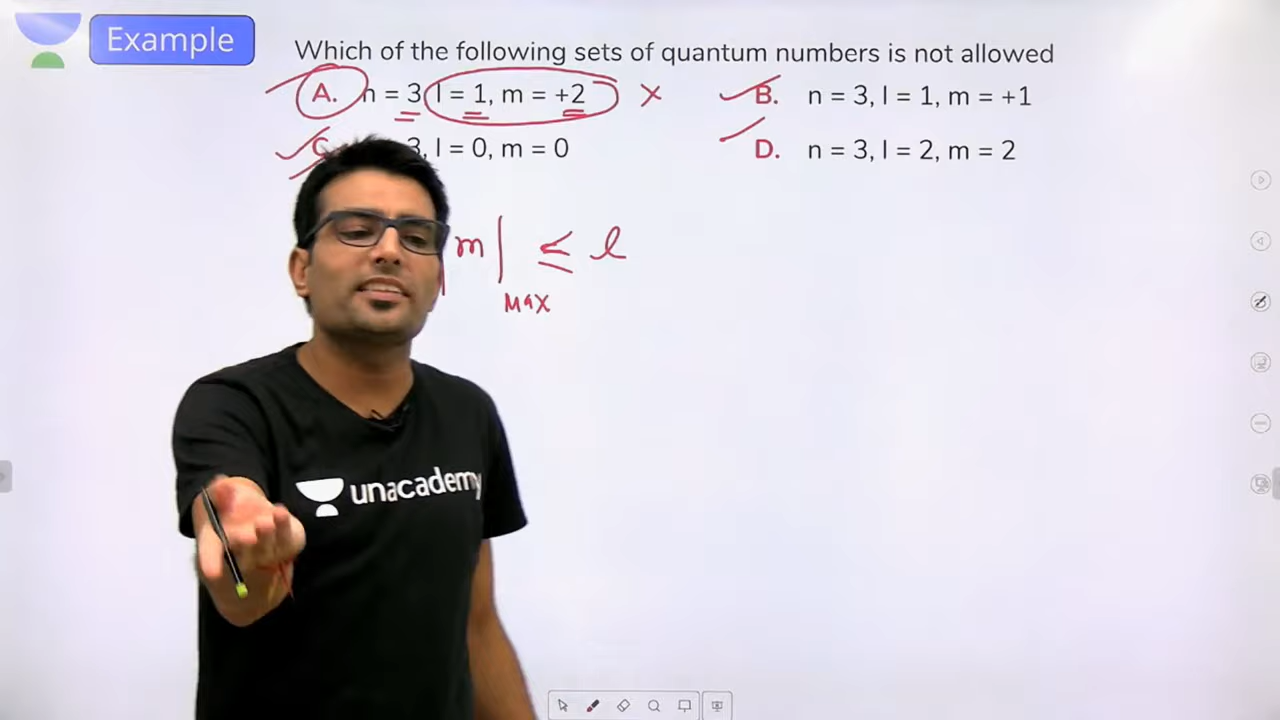 Example
Which of the following sets of quantum numbers is not allowed
A. n = 3, l = 1, m = +2 ×
B. n = 3, l = 1, m = +1
C. 3, l = 0, m = 0
D. n = 3, l = 2, m = 2
m| ≤ l
MAX
unacademy